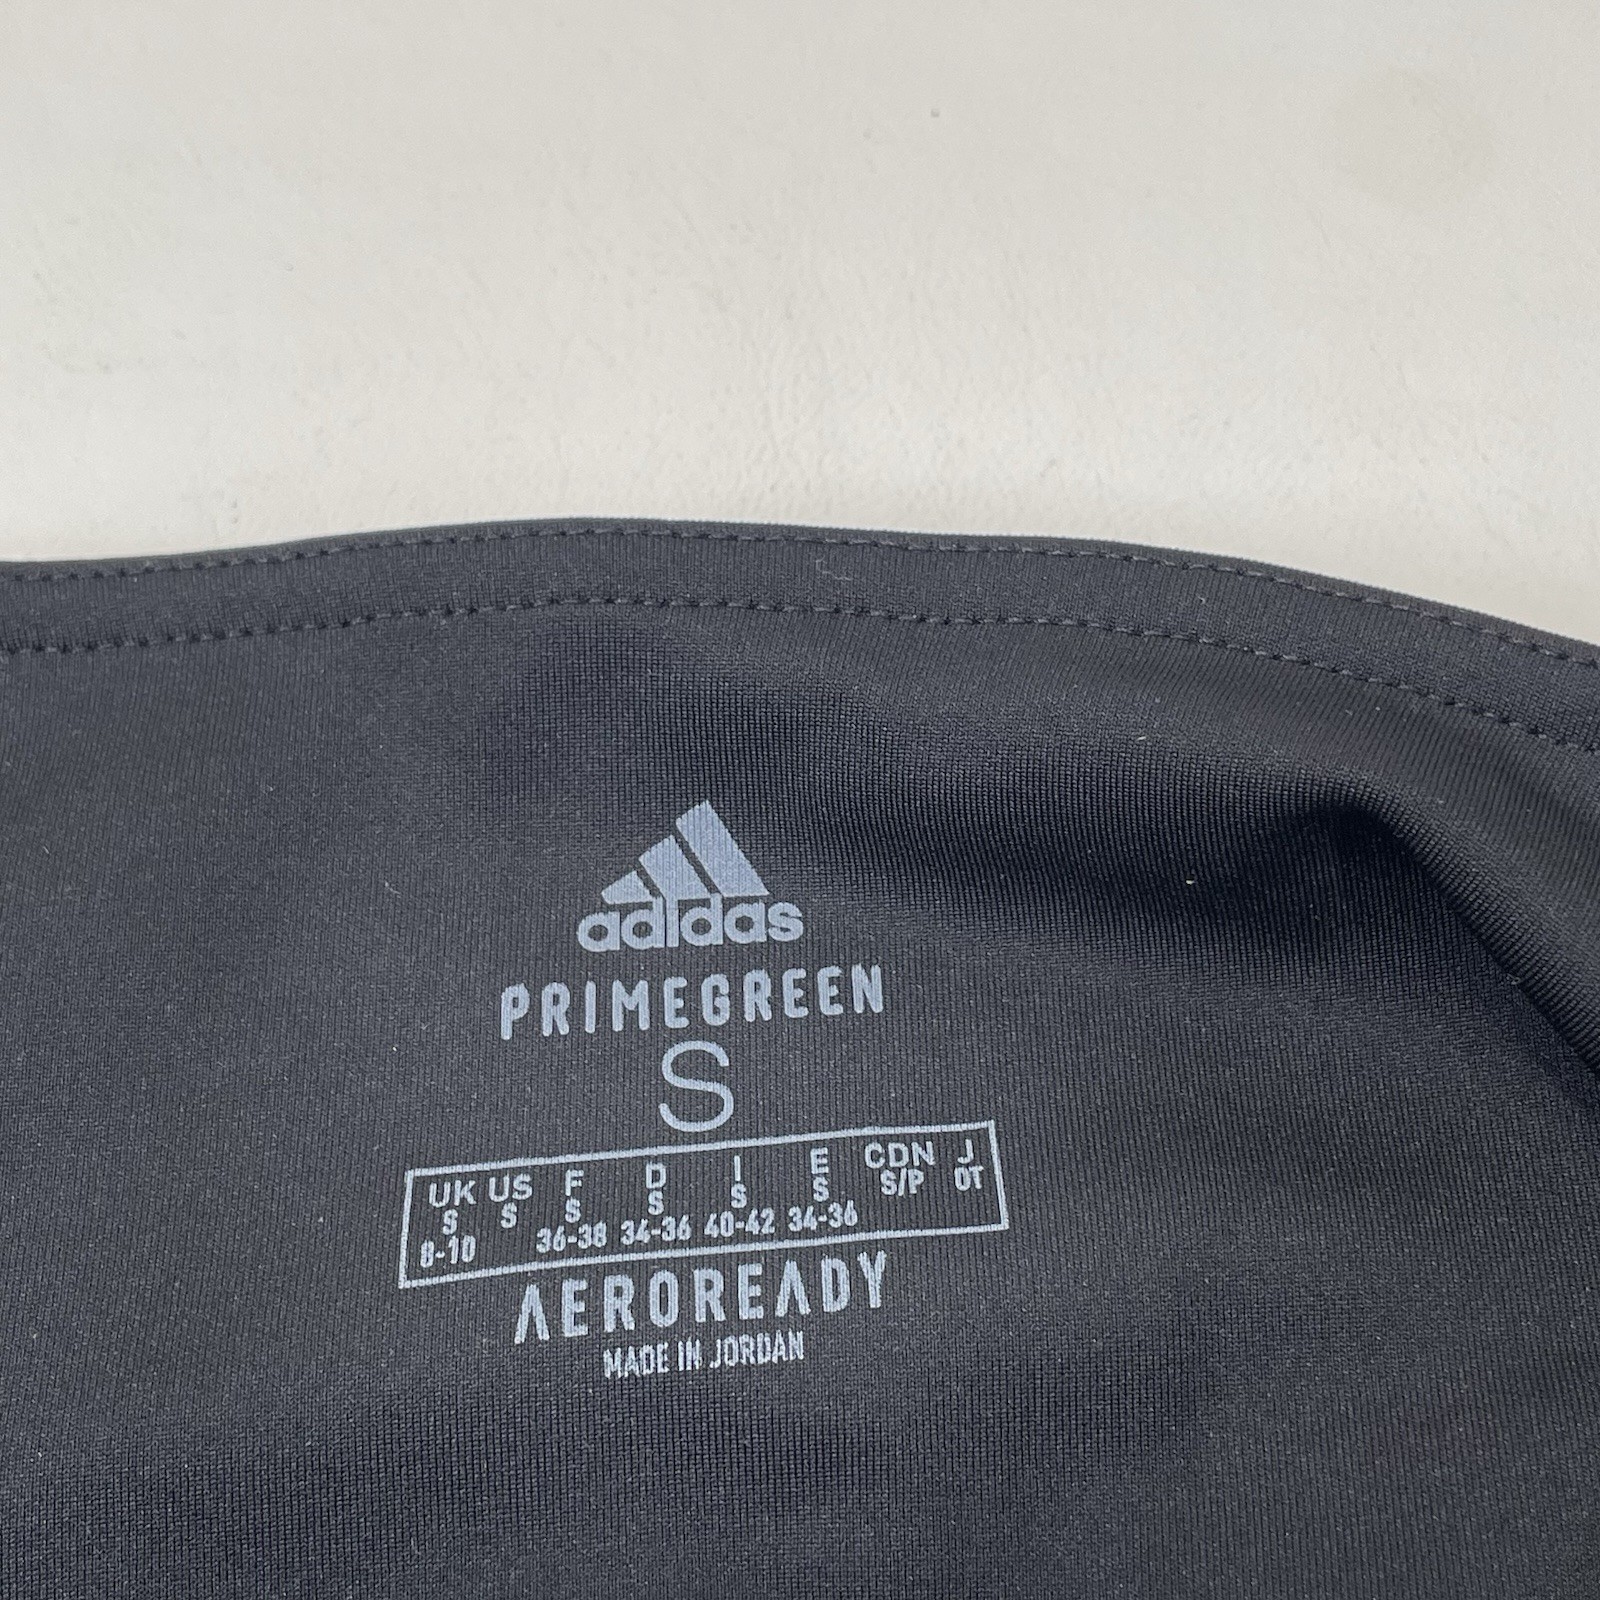 adidas
PRIMEGREEN
S
UK US F D I E CDN J
S S S S S S S/P OT
8-10 36-38 34-36 40-42 34-36
AEROREADY
MADE IN JORDAN